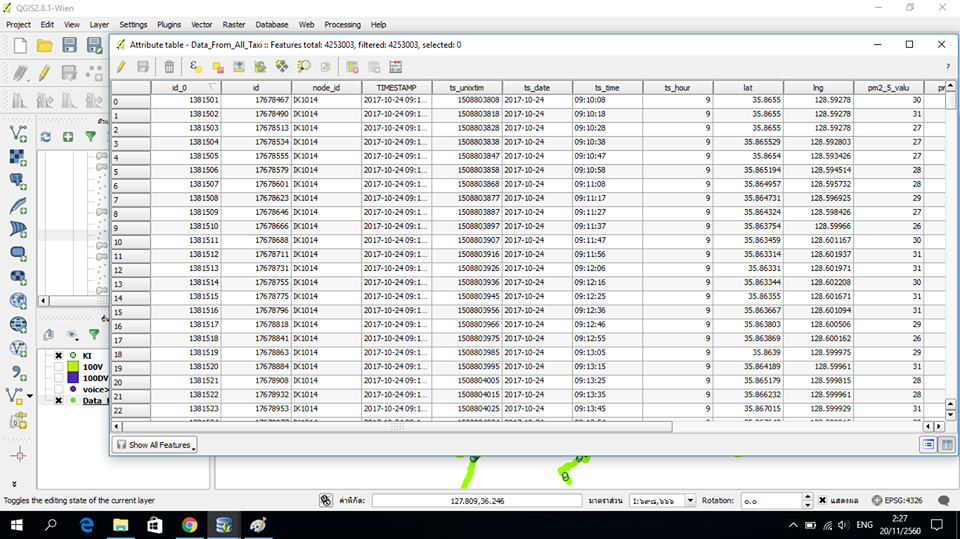 QGIS2.8.1-Wien
Project Edit View Layer Settings Plugins Vector Raster Database Web Processing Help
Attribute table - Data_From_All_Taxi :: Features total: 4253003, filtered: 4253003, selected: 0
?
id_0 id node_id TIMESTAMP ts_unixtim ts_date ts_time ts_hour lat lng pm2_5_valu
0 1381501 17678467 IK1014 2017-10-24 09:1... 1508803808 2017-10-24 09:10:08 9 35.8655 128.59278 30
1 1381502 17678490 IK1014 2017-10-24 09:1... 1508803818 2017-10-24 09:10:18 9 35.8655 128.59278 31
2 1381503 17678513 IK1014 2017-10-24 09:1... 1508803828 2017-10-24 09:10:28 9 35.8655 128.59278 27
3 1381504 17678534 IK1014 2017-10-24 09:1... 1508803838 2017-10-24 09:10:38 9 35.865529 128.592803 27
4 1381505 17678555 IK1014 2017-10-24 09:1... 1508803847 2017-10-24 09:10:47 9 35.8654 128.593426 27
5 1381506 17678579 IK1014 2017-10-24 09:1... 1508803858 2017-10-24 09:10:58 9 35.865194 128.594514 28
6 1381507 17678601 IK1014 2017-10-24 09:1... 1508803868 2017-10-24 09:11:08 9 35.864957 128.595732 28
7 1381508 17678623 IK1014 2017-10-24 09:1... 1508803877 2017-10-24 09:11:17 9 35.864731 128.596925 29
8 1381509 17678646 IK1014 2017-10-24 09:1... 1508803887 2017-10-24 09:11:27 9 35.864324 128.598426 27
9 1381510 17678666 IK1014 2017-10-24 09:1... 1508803897 2017-10-24 09:11:37 9 35.863754 128.59966 26
10 1381511 17678688 IK1014 2017-10-24 09:1... 1508803907 2017-10-24 09:11:47 9 35.863459 128.601167 30
11 1381512 17678711 IK1014 2017-10-24 09:1... 1508803916 2017-10-24 09:11:56 9 35.863314 128.601937 31
12 1381513 17678731 IK1014 2017-10-24 09:1... 1508803926 2017-10-24 09:12:06 9 35.86331 128.601971 31
13 1381514 17678755 IK1014 2017-10-24 09:1... 1508803936 2017-10-24 09:12:16 9 35.863344 128.602208 30
14 1381515 17678775 IK1014 2017-10-24 09:1... 1508803945 2017-10-24 09:12:25 9 35.86355 128.601671 31
15 1381516 17678796 IK1014 2017-10-24 09:1... 1508803956 2017-10-24 09:12:36 9 35.863667 128.601094 31
16 1381517 17678818 IK1014 2017-10-24 09:1... 1508803966 2017-10-24 09:12:46 9 35.863803 128.600506 29
17 1381518 17678841 IK1014 2017-10-24 09:1... 1508803975 2017-10-24 09:12:55 9 35.863869 128.600162 26
18 1381519 17678863 IK1014 2017-10-24 09:1... 1508803985 2017-10-24 09:13:05 9 35.8639 128.599975 29
19 1381520 17678884 IK1014 2017-10-24 09:1... 1508803995 2017-10-24 09:13:15 9 35.864189 128.59961 31
20 1381521 17678908 IK1014 2017-10-24 09:1... 1508804005 2017-10-24 09:13:25 9 35.865179 128.599815 28
21 1381522 17678932 IK1014 2017-10-24 09:1... 1508804015 2017-10-24 09:13:35 9 35.866232 128.599961 28
22 1381523 17678953 IK1014 2017-10-24 09:1... 1508804025 2017-10-24 09:13:45 9 35.867015 128.599929 31
KI
100V
100DV
voice>
Show All Features
Toggles the editing state of the current layer
ค่าพิกัด: 127.809,36.246
มาตราส่วน 1:๖๙๘,๖๖๖
Rotation: ๐.๐
แสดงผล
EPSG:4326
2:27
20/11/2560